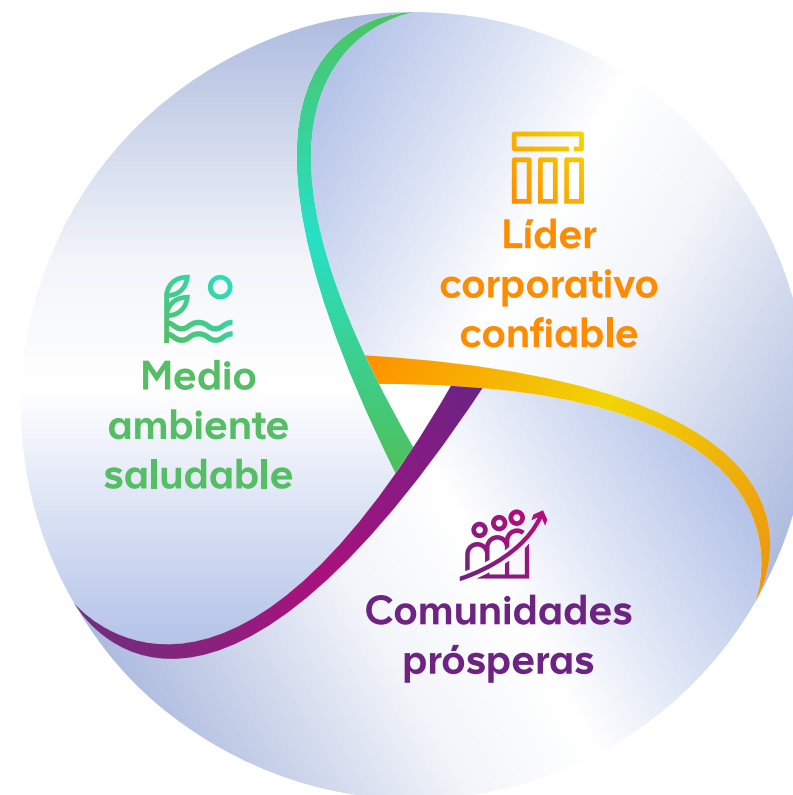 Líder
corporativo
confiable
Medio
ambiente
saludable
Comunidades
prósperas